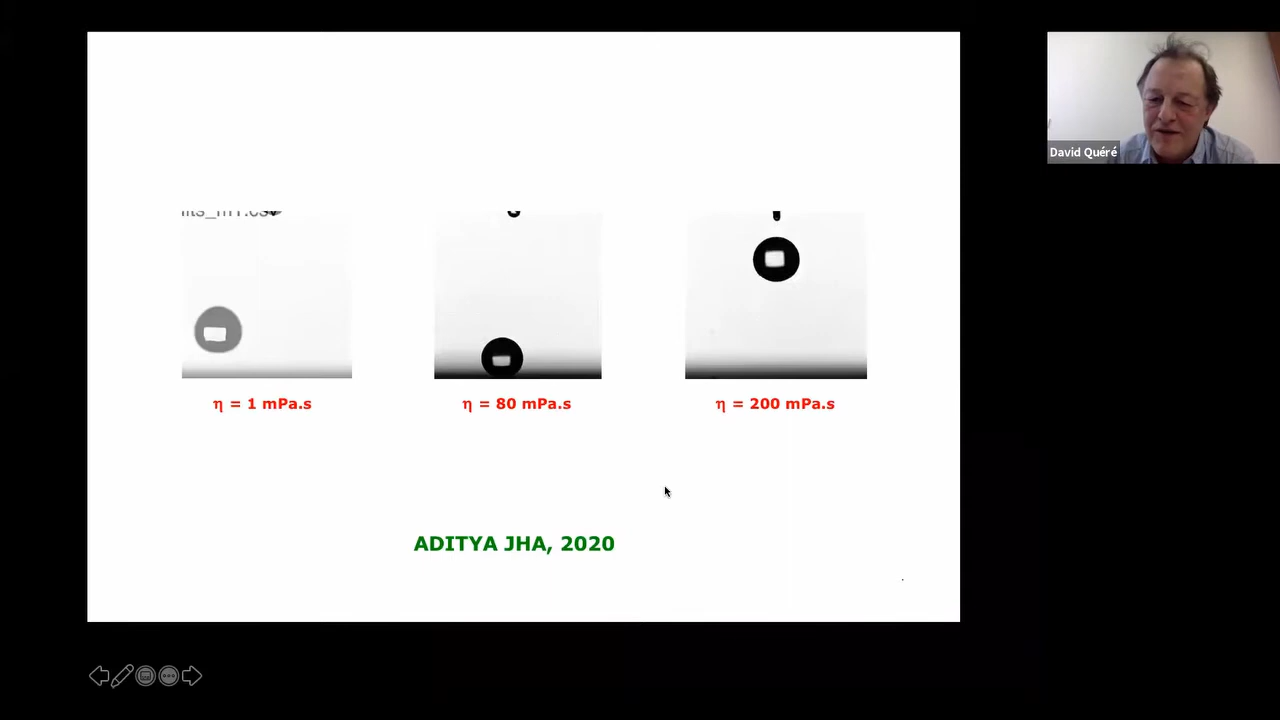 David Quéré
η = 1 mPa.s
η = 80 mPa.s
η = 200 mPa.s
ADITYA JHA, 2020